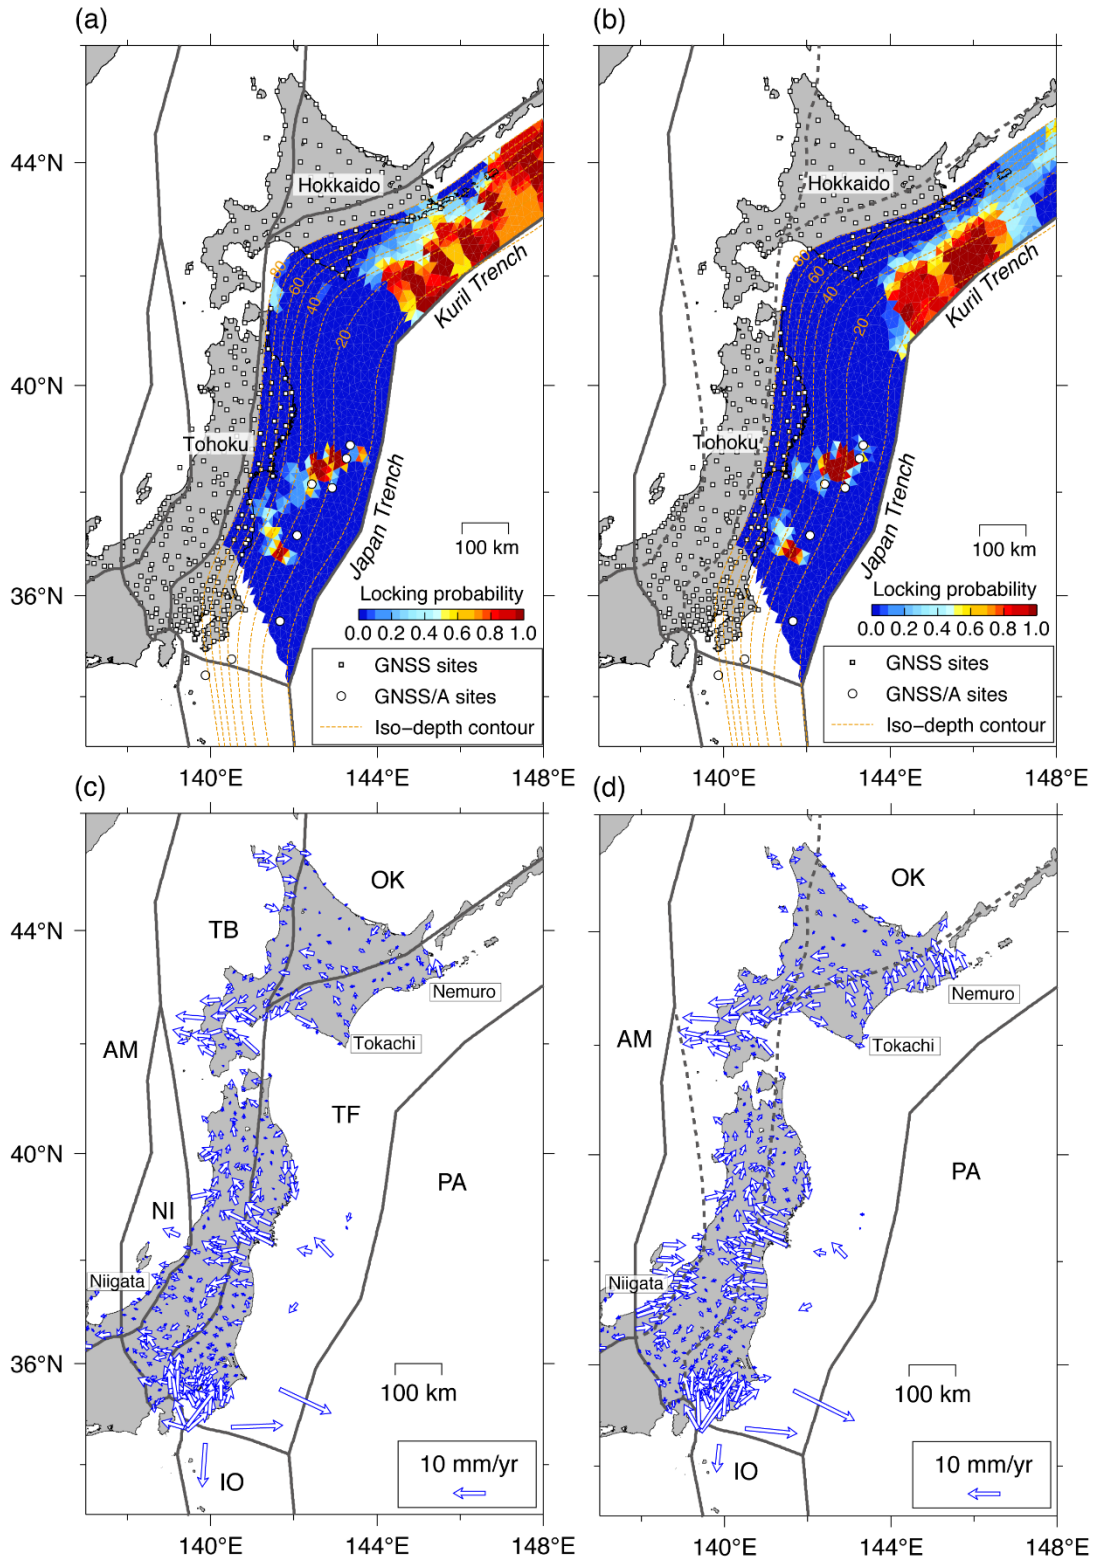 (a)
44°N
40°N
36°N
Hokkaido
Tohoku
Kuril Trench
Japan Trench
80
60
40
20
100 km
Locking probability
0.0 0.2 0.4 0.6 0.8 1.0
GNSS sites
GNSS/A sites
Iso-depth contour
140°E 144°E 148°E
(b)
Hokkaido
Tohoku
Kuril Trench
Japan Trench
80
60
40
20
100 km
Locking probability
0.0 0.2 0.4 0.6 0.8 1.0
GNSS sites
GNSS/A sites
Iso-depth contour
140°E 144°E 148°E
(c)
44°N
40°N
36°N
OK
TB
Nemuro
Tokachi
AM
TF
PA
NI
Niigata
100 km
IO
10 mm/yr
140°E 144°E 148°E
(d)
OK
Nemuro
Tokachi
AM
PA
Niigata
100 km
IO
10 mm/yr
140°E 144°E 148°E